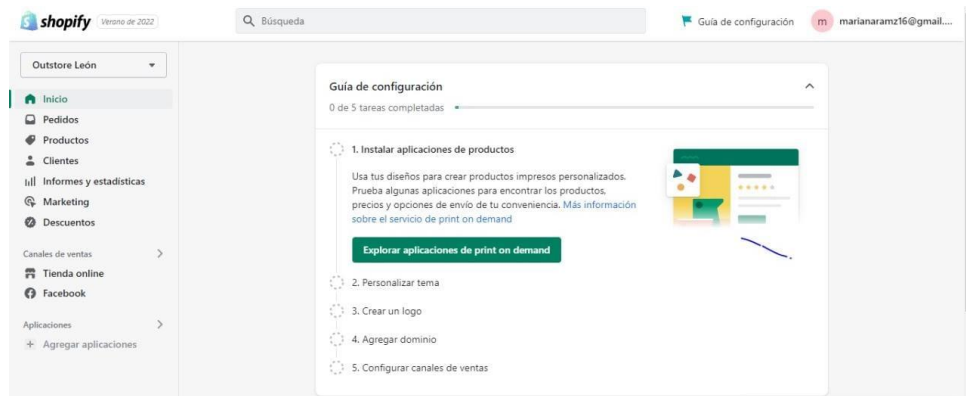 shopify Verano de 2022
Búsqueda
Guía de configuración
m marianaramz16@gmail....
Outstore León
Inicio
Pedidos
Productos
Clientes
Informes y estadísticas
Marketing
Descuentos
Canales de ventas
Tienda online
Facebook
Aplicaciones
+ Agregar aplicaciones
Guía de configuración
0 de 5 tareas completadas
1. Instalar aplicaciones de productos
Usa tus diseños para crear productos impresos personalizados.
Prueba algunas aplicaciones para encontrar los productos,
precios y opciones de envío de tu conveniencia. Más información
sobre el servicio de print on demand
Explorar aplicaciones de print on demand
2. Personalizar tema
3. Crear un logo
4. Agregar dominio
5. Configurar canales de ventas